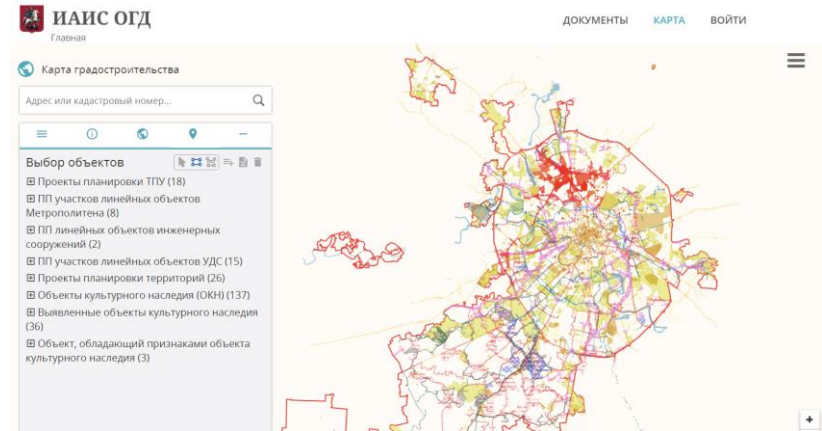 ИАИС ОГД
Главная
ДОКУМЕНТЫ КАРТА ВОЙТИ
Карта градостроительства
Адрес или кадастровый номер...
Выбор объектов
Проекты планировки ТПУ (18)
ПП участков линейных объектов
Метрополитена (8)
ПП линейных объектов инженерных
сооружений (2)
ПП участков линейных объектов УДС (15)
Проекты планировки территорий (26)
Объекты культурного наследия (ОКН) (137)
Выявленные объекты культурного наследия
(36)
Объект, обладающий признаками объекта
культурного наследия (3)